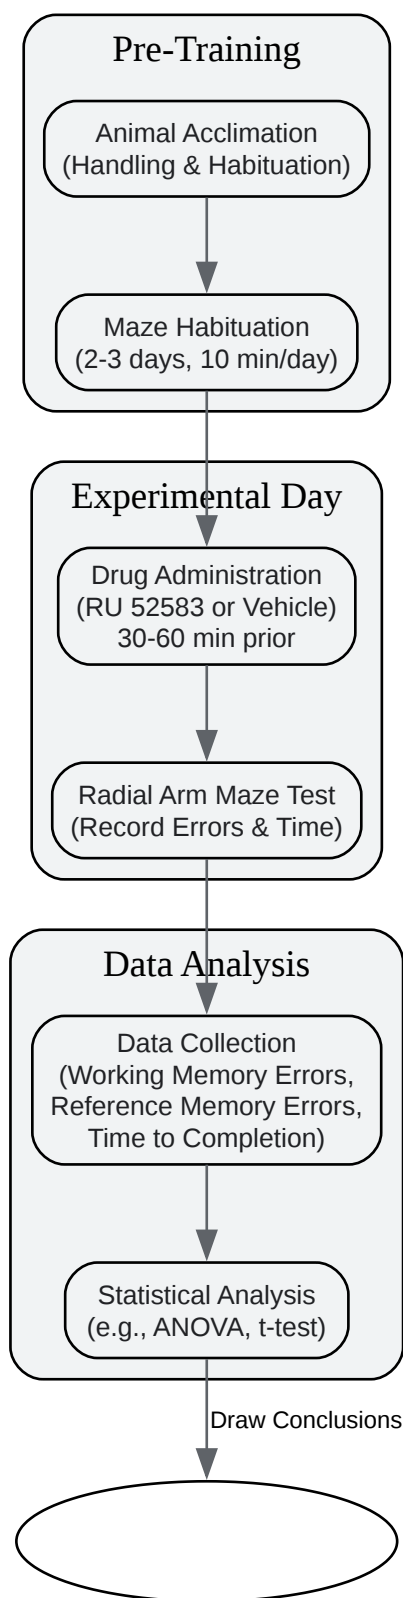 Pre-Training
Animal Acclimation
(Handling & Habituation)
Maze Habituation
(2-3 days, 10 min/day)
Experimental Day
Drug Administration
(RU 52583 or Vehicle)
30-60 min prior
Radial Arm Maze Test
(Record Errors & Time)
Data Analysis
Data Collection
(Working Memory Errors,
Reference Memory Errors,
Time to Completion)
Statistical Analysis
(e.g., ANOVA, t-test)
Draw Conclusions